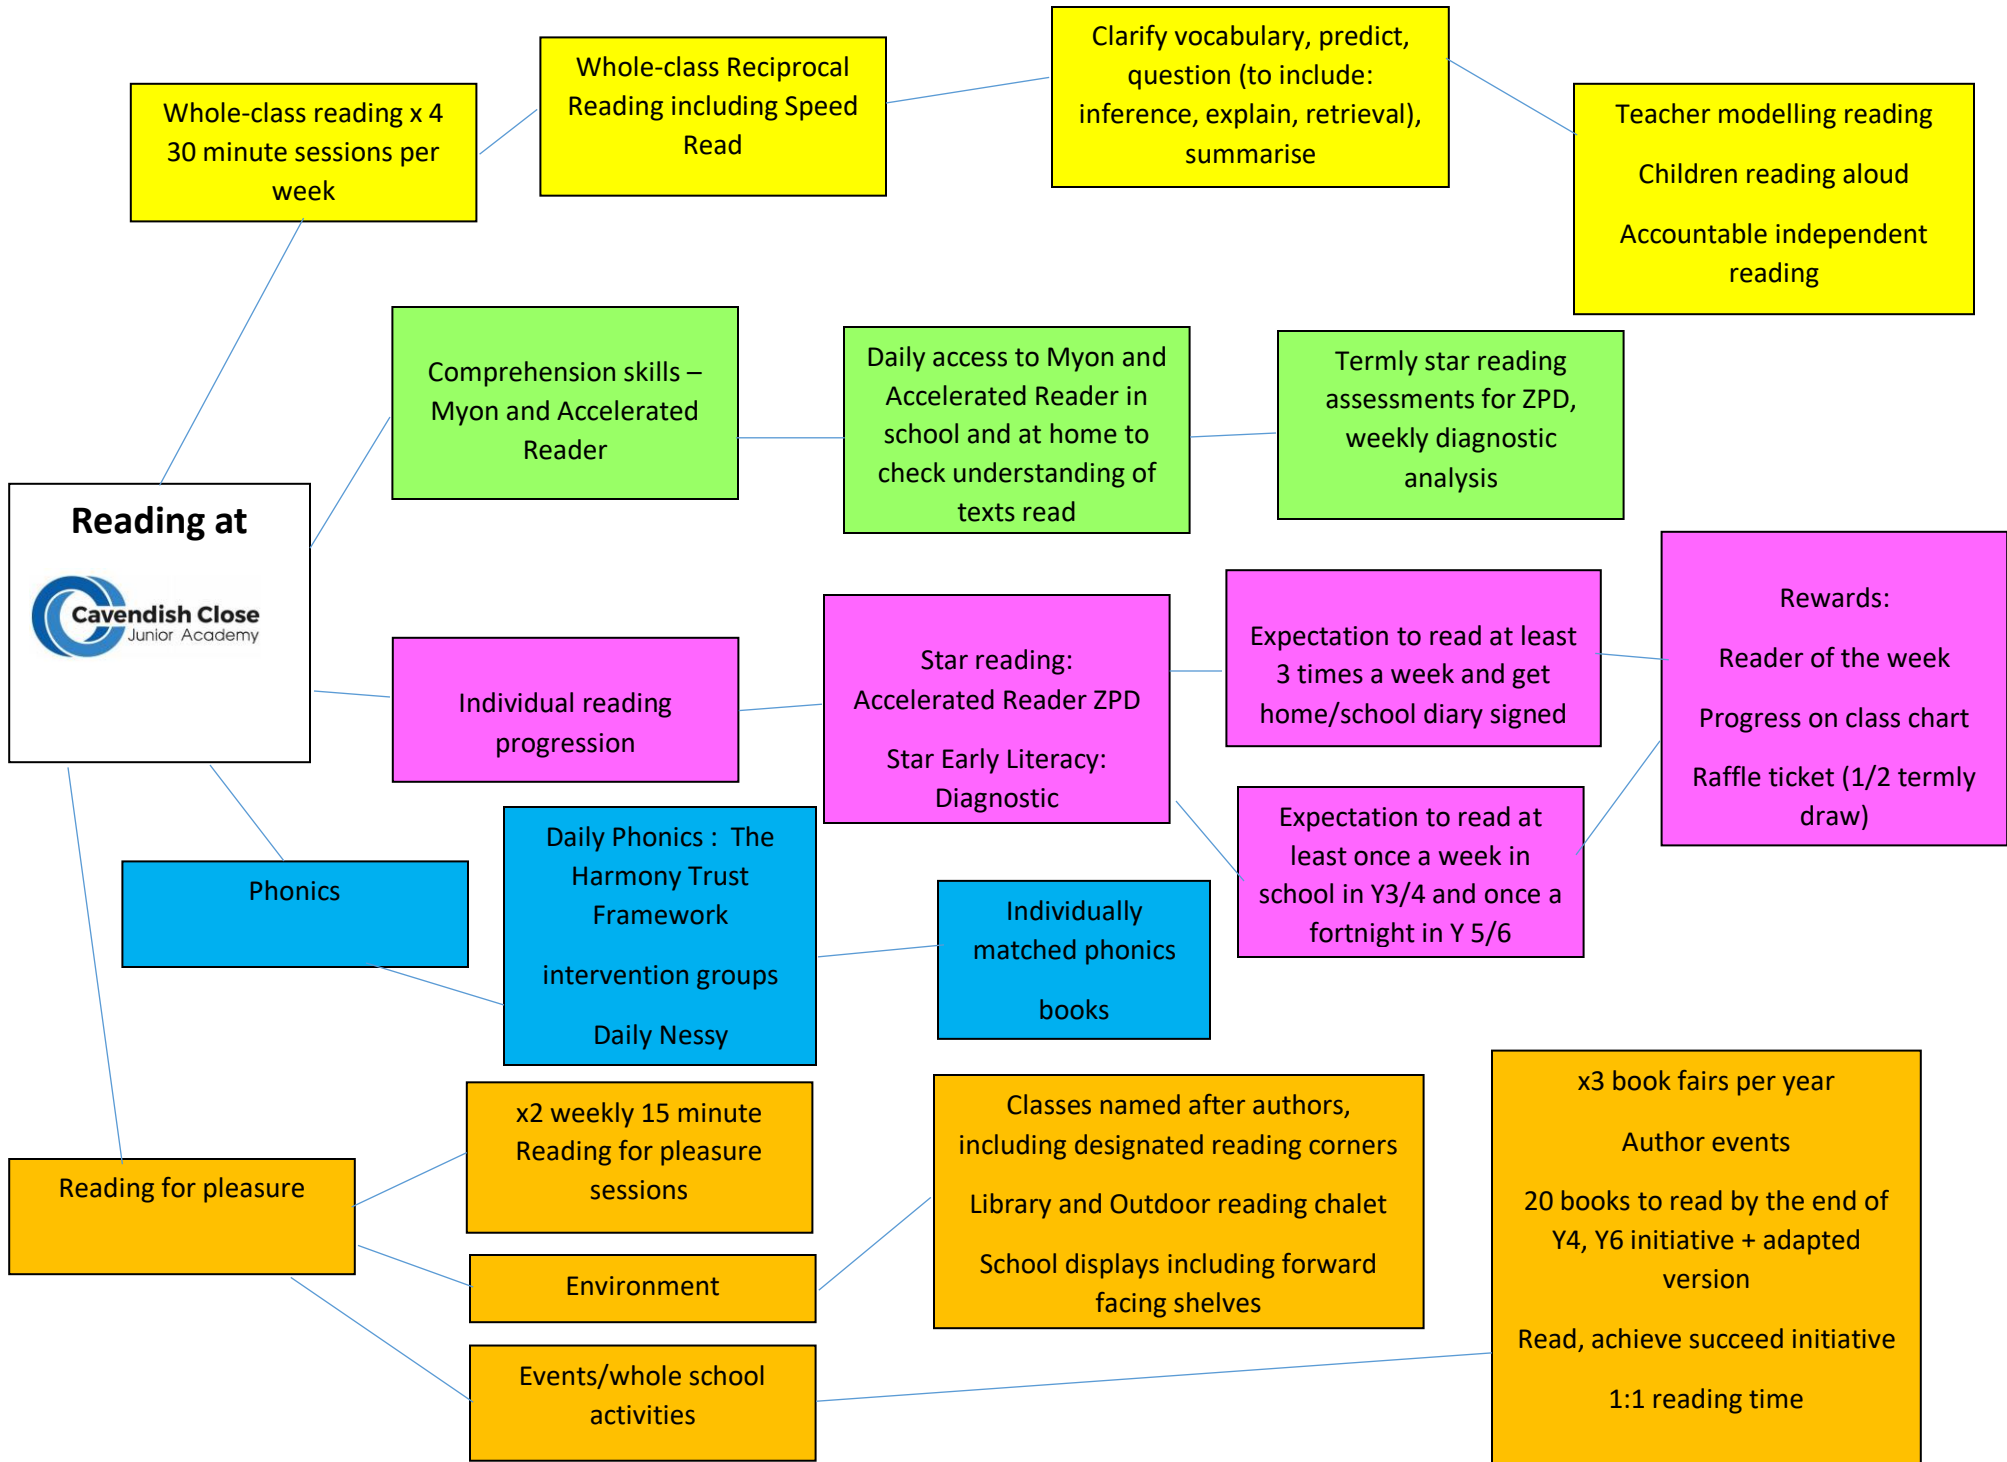 Whole-class reading x 4
30 minute sessions per
week
Whole-class Reciprocal
Reading including Speed
Read
Clarify vocabulary, predict,
question (to include:
inference, explain, retrieval),
summarise
Teacher modelling reading
Children reading aloud
Accountable independent
reading
Comprehension skills –
Myon and Accelerated
Reader
Daily access to Myon and
Accelerated Reader in
school and at home to
check understanding of
texts read
Termly star reading
assessments for ZPD,
weekly diagnostic
analysis
Reading at
Cavendish Close
Junior Academy
Individual reading
progression
Star reading:
Accelerated Reader ZPD
Star Early Literacy:
Diagnostic
Expectation to read at least
3 times a week and get
home/school diary signed
Expectation to read at
least once a week in
school in Y3/4 and once a
fortnight in Y 5/6
Rewards:
Reader of the week
Progress on class chart
Raffle ticket (1/2 termly
draw)
Phonics
Daily Phonics :  The
Harmony Trust
Framework
intervention groups
Daily Nessy
Individually
matched phonics
books
Reading for pleasure
x2 weekly 15 minute
Reading for pleasure
sessions
Environment
Classes named after authors,
including designated reading corners
Library and Outdoor reading chalet
School displays including forward
facing shelves
Events/whole school
activities
x3 book fairs per year
Author events
20 books to read by the end of
Y4, Y6 initiative + adapted
version
Read, achieve succeed initiative
1:1 reading time